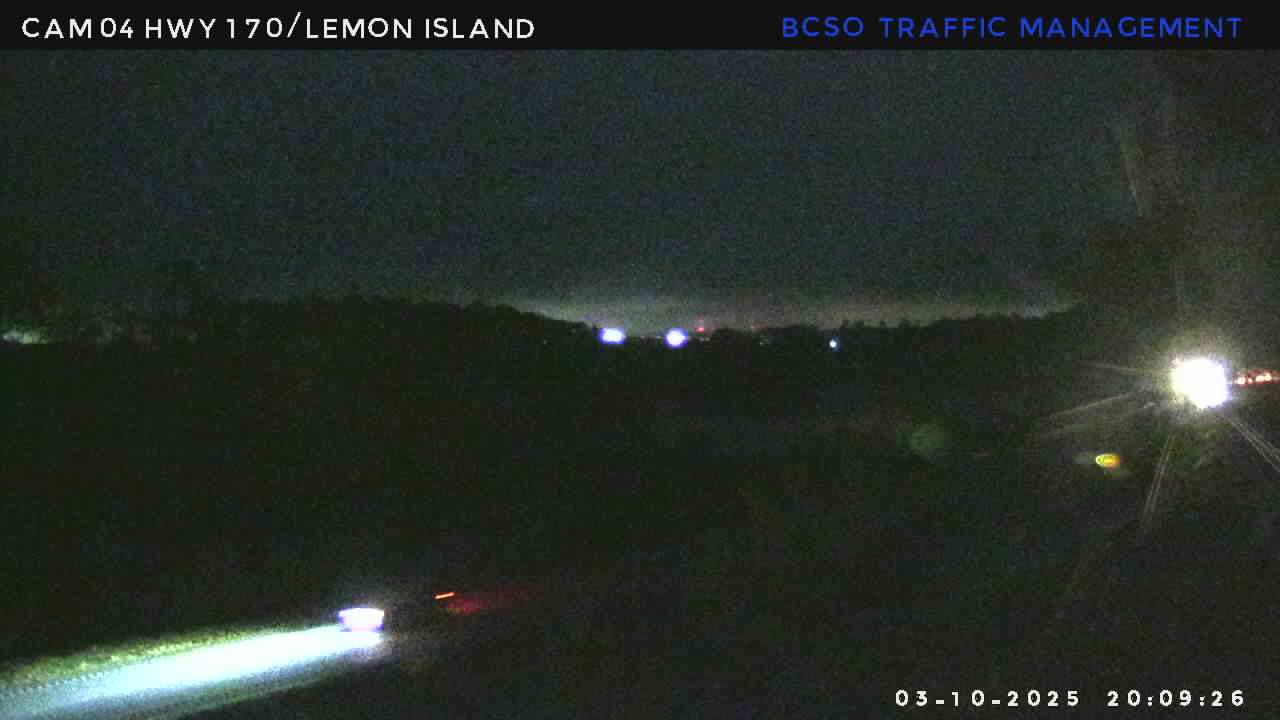 CAM04 HWY 170/LEMON ISLAND
BCSO TRAFFIC MANAGEMENT
03-10-2025 20:09:26